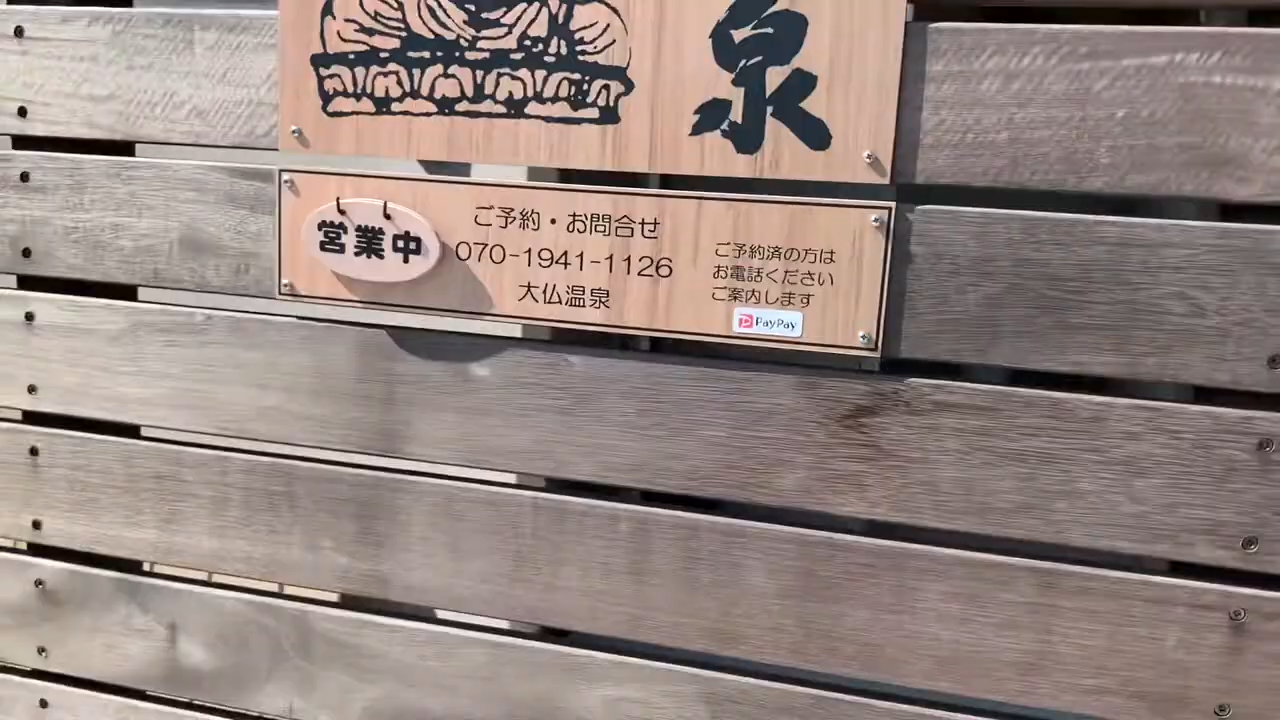 泉
営業中
ご予約・お問合せ
070-1941-1126
大仏温泉
ご予約済の方は
お電話ください
ご案内します
PayPay